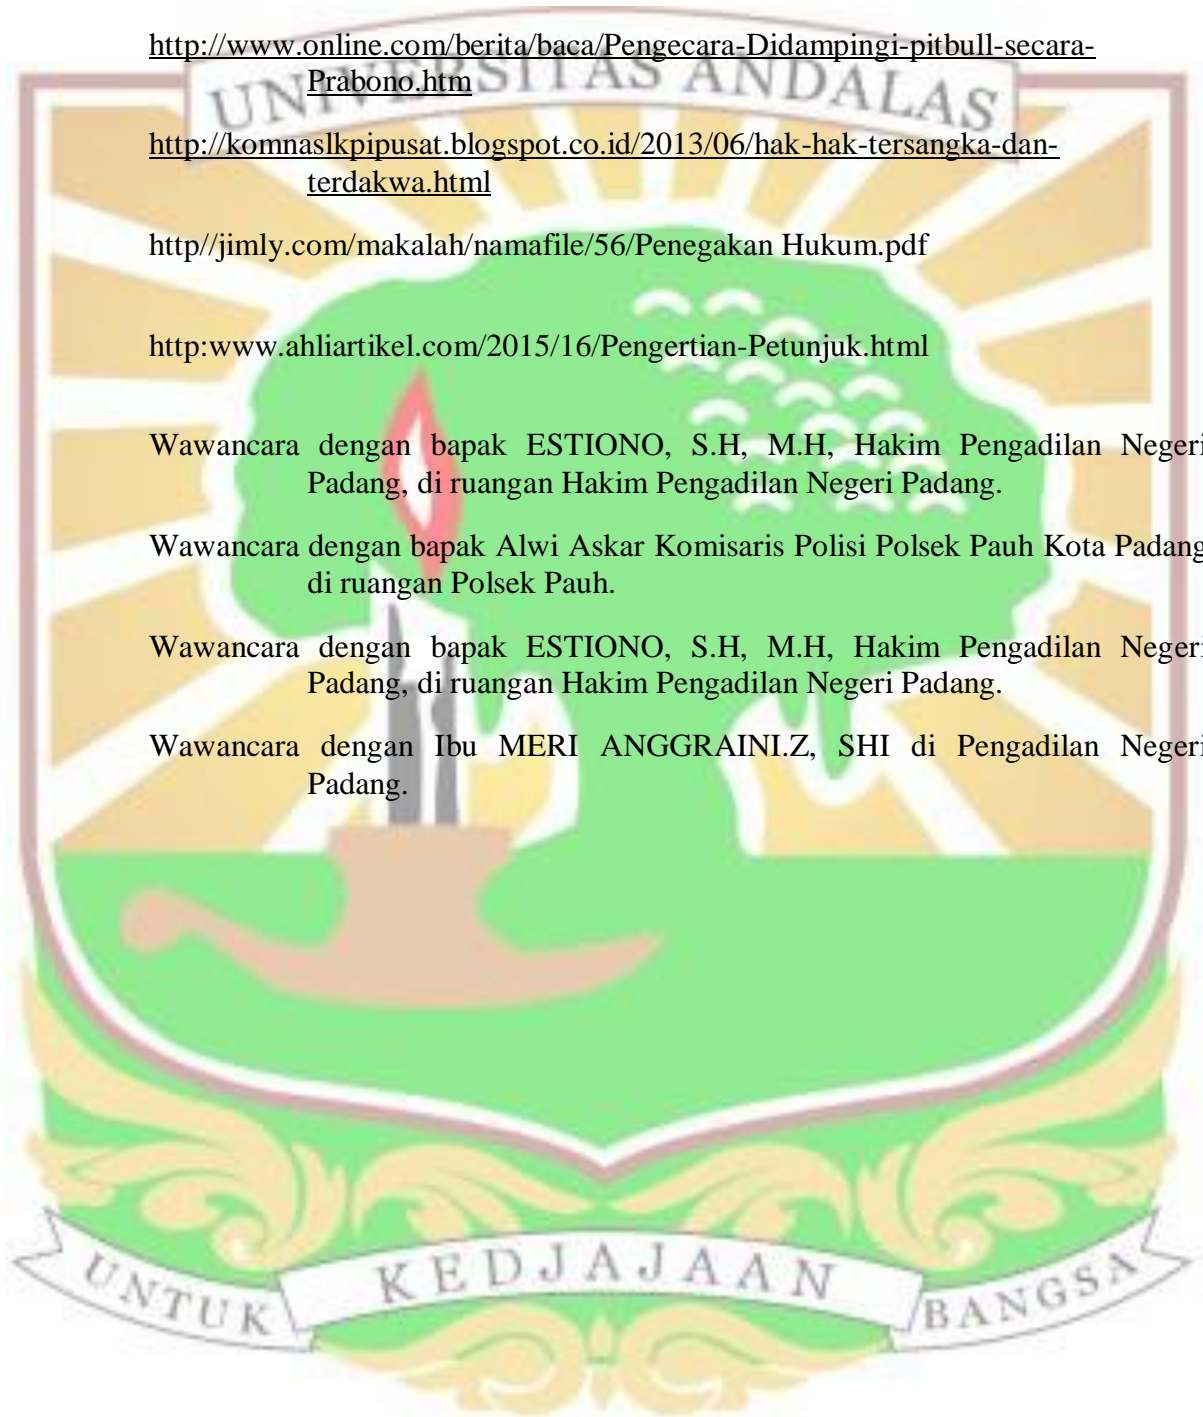 http://www.online.com/berita/baca/Pengecara-Didampingi-pitbull-secara-
Prabono.htm
UNIVERSITAS ANDALAS
http://komnaslkpipusat.blogspot.co.id/2013/06/hak-hak-tersangka-dan-
terdakwa.html
http//jimly.com/makalah/namafile/56/Penegakan Hukum.pdf
http:www.ahliartikel.com/2015/16/Pengertian-Petunjuk.html
Wawancara dengan bapak ESTIONO, S.H, M.H, Hakim Pengadilan Negeri
Padang, di ruangan Hakim Pengadilan Negeri Padang.
Wawancara dengan bapak Alwi Askar Komisaris Polisi Polsek Pauh Kota Padang
di ruangan Polsek Pauh.
Wawancara dengan bapak ESTIONO, S.H, M.H, Hakim Pengadilan Negeri
Padang, di ruangan Hakim Pengadilan Negeri Padang.
Wawancara dengan Ibu MERI ANGGRAINI.Z, SHI di Pengadilan Negeri
Padang.
UNTUK KEDJAJAAN BANGSA